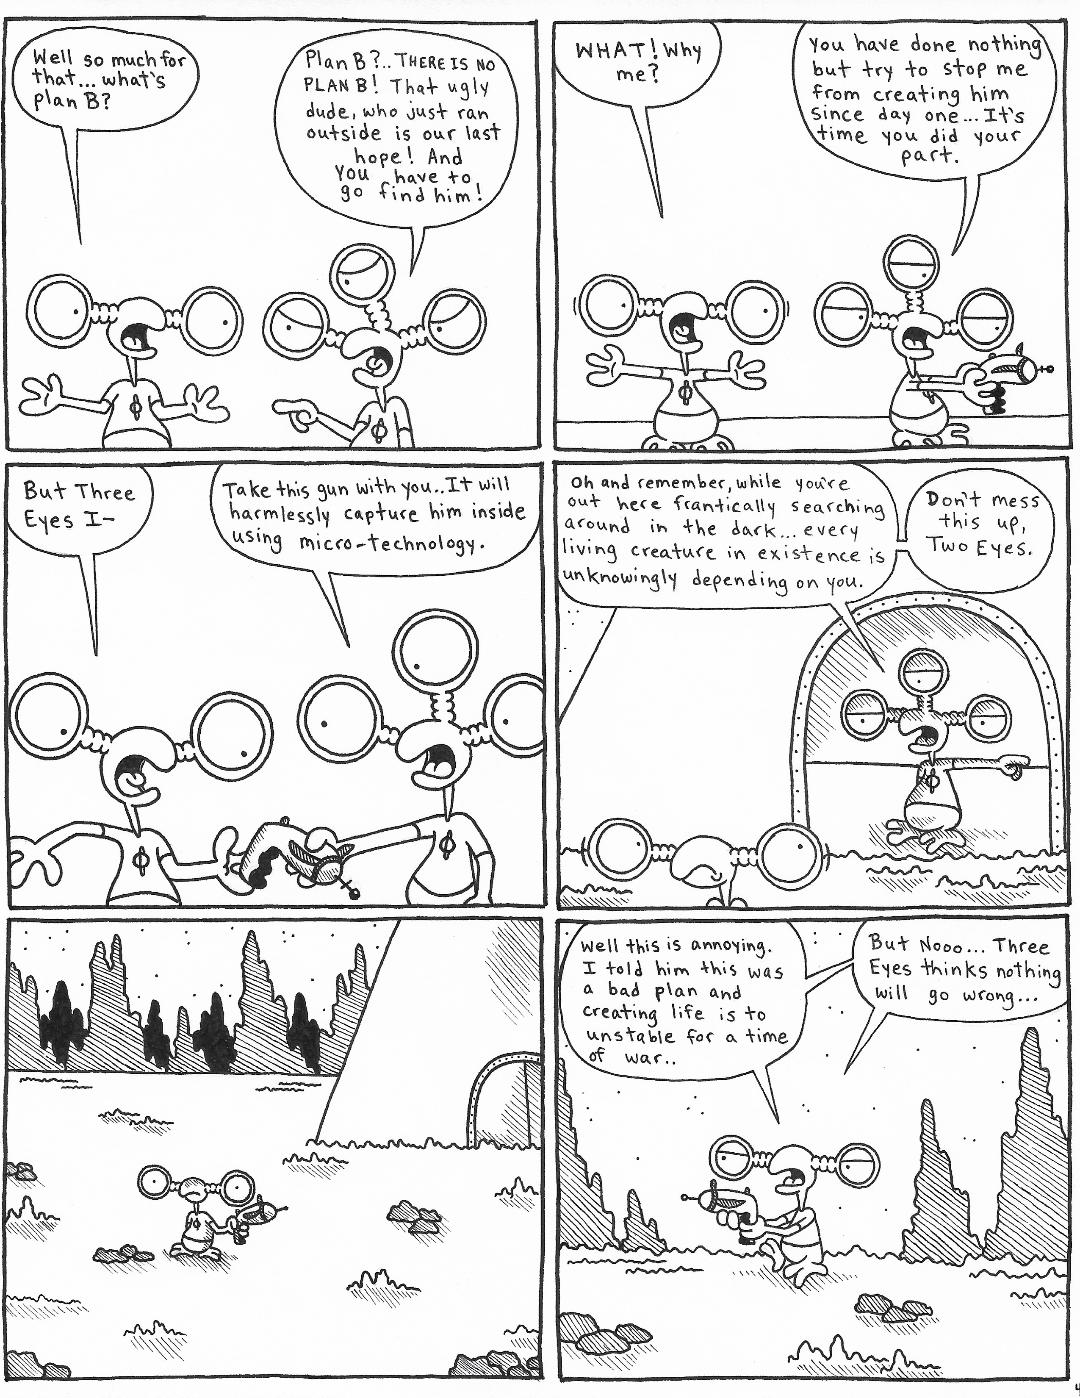 Well so much for
that... what's
plan B?
Plan B?.. THERE IS NO
PLAN B! That ugly
dude, who just ran
outside is our last
hope! And
you have to
go find him!
WHAT! Why
me?
You have done nothing
but try to stop me
from creating him
since day one... It's
time you did your
part.
But Three
Eyes I-
Take this gun with you.. It will
harmlessly capture him inside
using micro-technology.
Oh and remember, while you're
out here frantically searching
around in the dark... every
living creature in existence is
unknowingly depending on you.
Don't mess
this up,
Two Eyes.
Well this is annoying.
I told him this was
a bad plan and
creating life is to
unstable for a time
of war..
But Nooo... Three
Eyes thinks nothing
will go wrong...